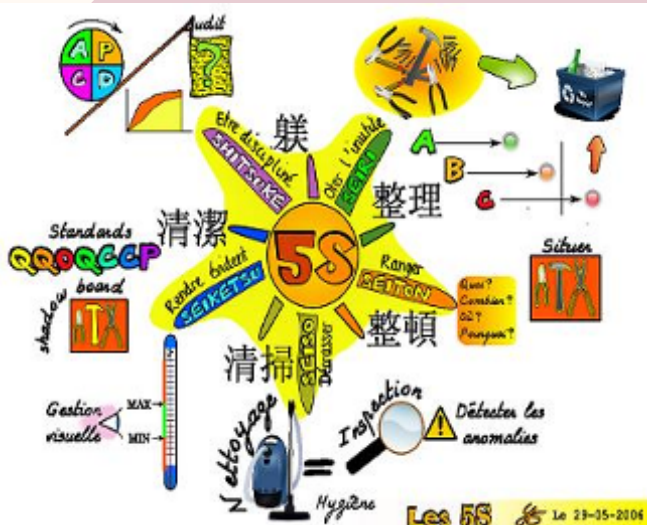 Audit
A P
C D
躾
Etre discipliné
SHITSUKE
Oter l'inutile
SEIRI
整理
A
B
C
5S
清潔
Standards
QQOQCCP
shadow board
Rendre évident
SEIKETSU
Ranger
SEITON
整頓
Quoi?
Combien?
Où?
Pourquoi?
Situer
清掃
SEISO
Débrasser
Gestion
visuelle
MAX
MIN
Nettoyage
=
Hygiène
Inspection
Détecter les
anomalies
Les 5S
Le 29-05-2006